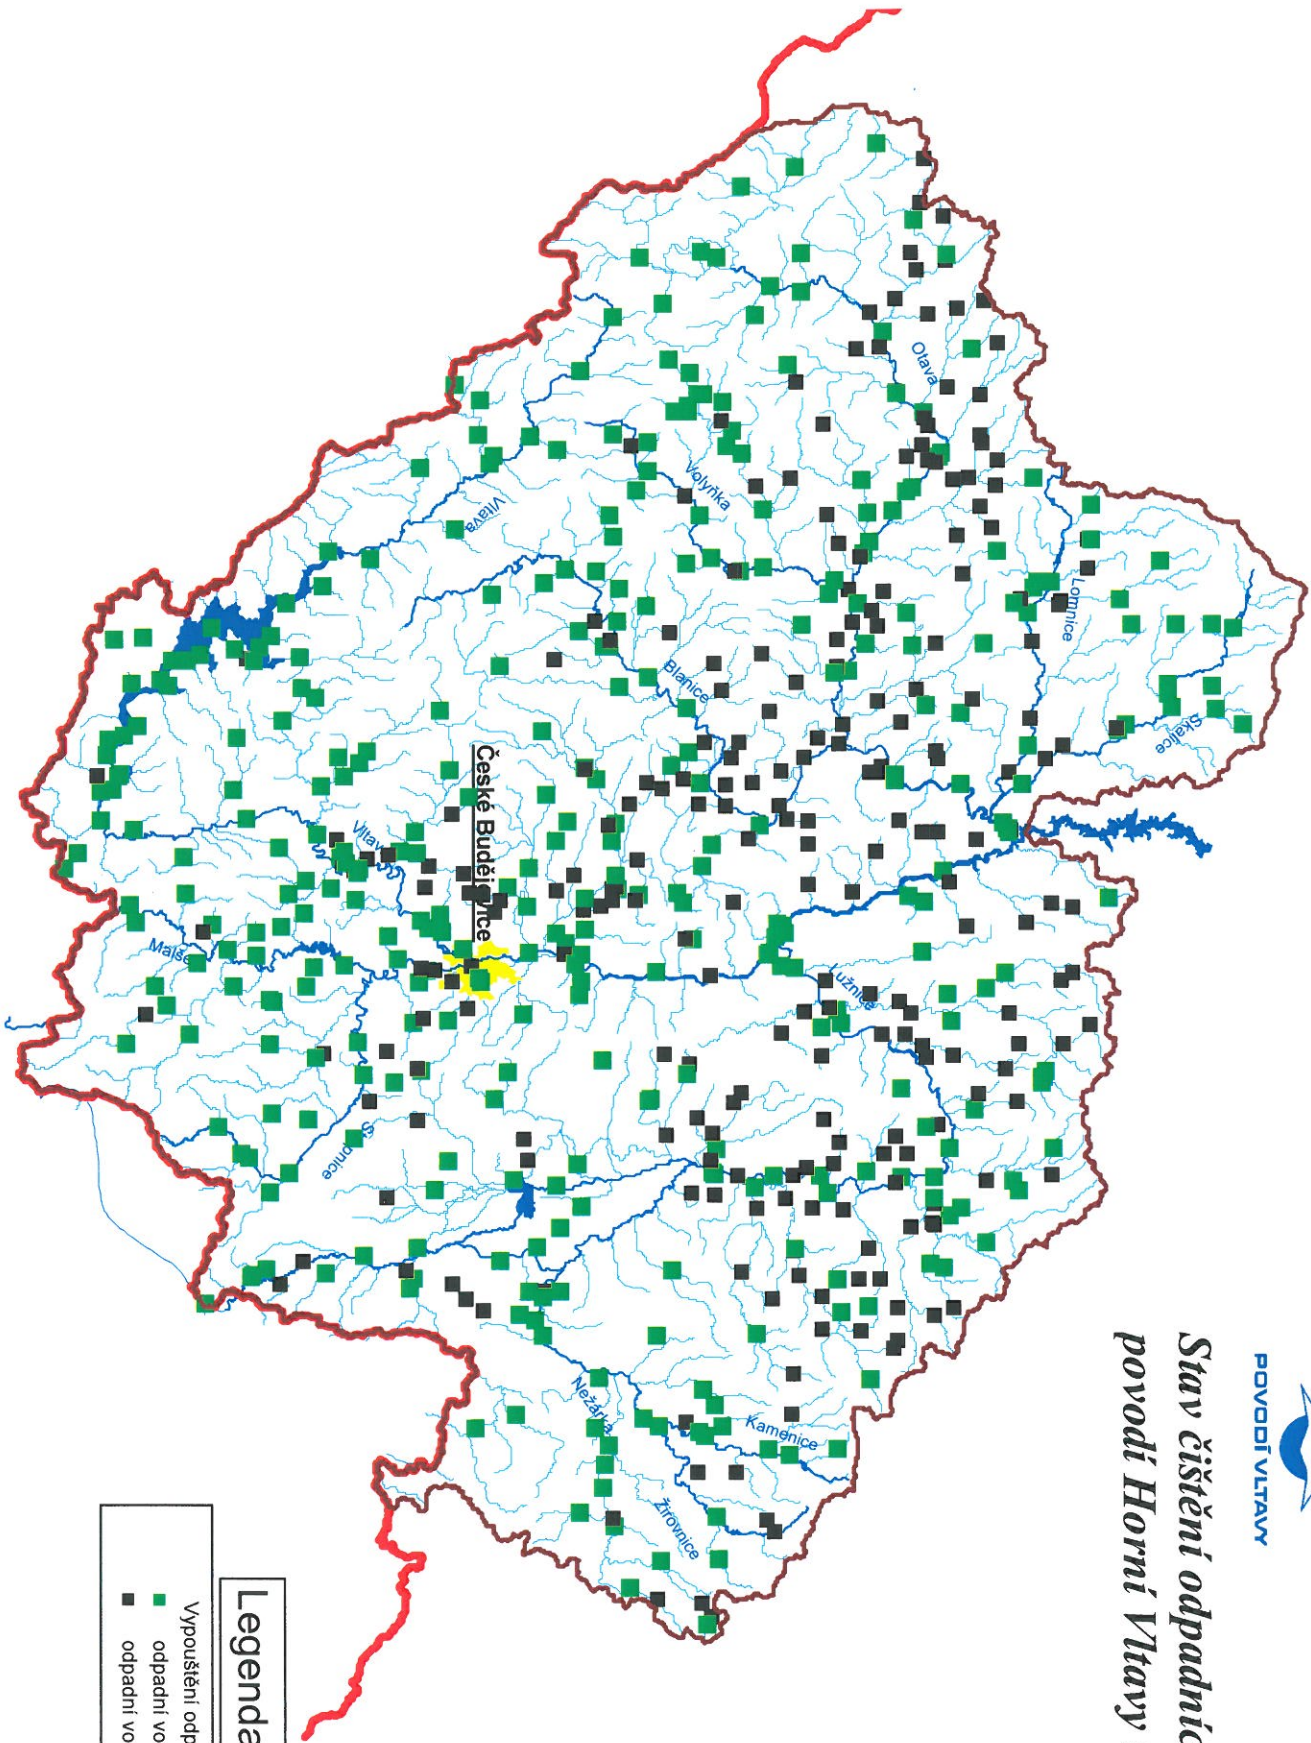 POVODÍ VLTAVY
Stav čištění odpadníc
povodí Horní Vltavy
Otava
Lomnice
Skalice
Volyňka
Vltava
Blanice
České Budějovice
Vltava
Malše
Lužnice
Stropnice
Nežárka
Kamenice
Žirovnice
Legenda
Vypouštění odp
odpadní vo
odpadní vo